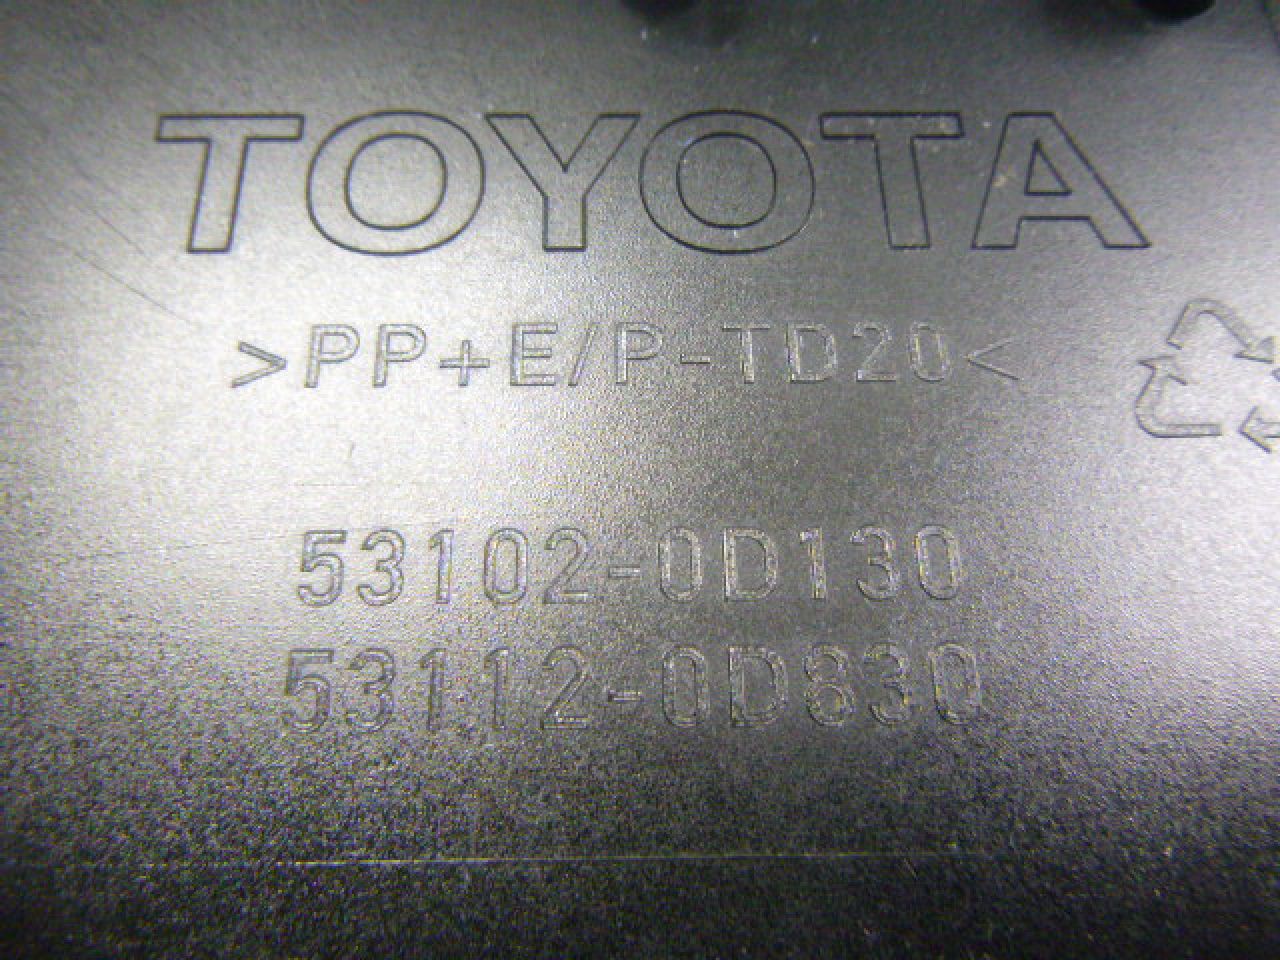 TOYOTA
>PP+E/P-TD20<
53102-0D130
53112-0D830